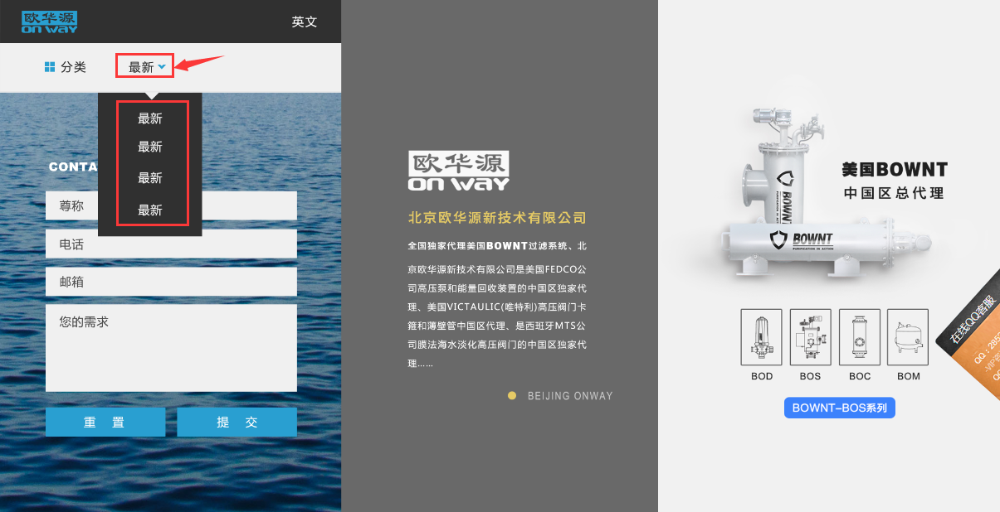 欧华源
on way
英文
分类
最新
最新
最新
最新
最新
CONTA
尊称
电话
邮箱
您的需求
重 置
提 交
欧华源
on way
北京欧华源新技术有限公司
全国独家代理美国BOWNT过滤系统、北
京欧华源新技术有限公司是美国FEDCO公
司高压泵和能量回收装置的中国区独家代
理、美国VICTAULIC(唯特利)高压阀门卡
箍和薄壁管中国区代理、是西班牙MTS公
司膜法海水淡化高压阀门的中国区独家代
理......
BEIJING ONWAY
美国BOWNT
中国区总代理
BOWNT
BOWNT
PURIFICATION IN ACTION
BOD
BOS
BOC
BOM
BOWNT-BOS系列
在线QQ客服
QQ：285